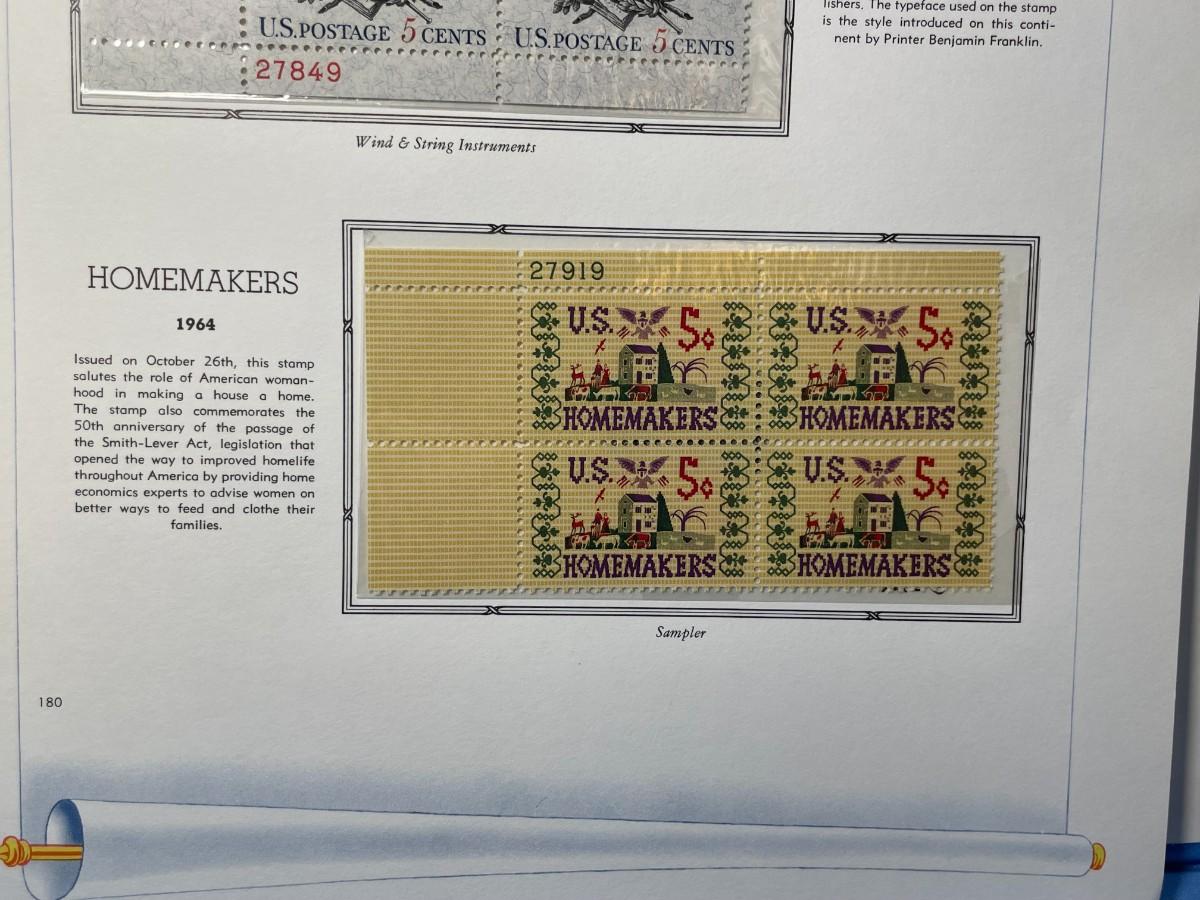 lishers. The typeface used on the stamp
is the style introduced on this conti-
nent by Printer Benjamin Franklin.
U.S.POSTAGE 5 CENTS
U.S.POSTAGE 5 CENTS
27849
Wind & String Instruments
HOMEMAKERS
1964
Issued on October 26th, this stamp
salutes the role of American woman-
hood in making a house a home.
The stamp also commemorates the
50th anniversary of the passage of
the Smith-Lever Act, legislation that
opened the way to improved homelife
throughout America by providing home
economics experts to advise women on
better ways to feed and clothe their
families.
27919
U.S. 5¢
HOMEMAKERS
U.S. 5¢
HOMEMAKERS
U.S. 5¢
HOMEMAKERS
U.S. 5¢
HOMEMAKERS
Sampler
180